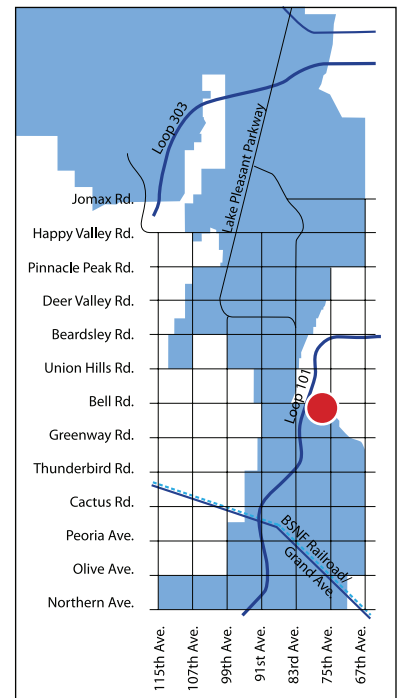 Loop 303
Lake Pleasant Parkway
Jomax Rd.
Happy Valley Rd.
Pinnacle Peak Rd.
Deer Valley Rd.
Beardsley Rd.
Union Hills Rd.
Loop 101
Bell Rd.
Greenway Rd.
Thunderbird Rd.
Cactus Rd.
BSNF Railroad/
Grand Ave
Peoria Ave.
Olive Ave.
Northern Ave.
115th Ave.
107th Ave.
99th Ave.
91st Ave.
83rd Ave.
75th Ave.
67th Ave.